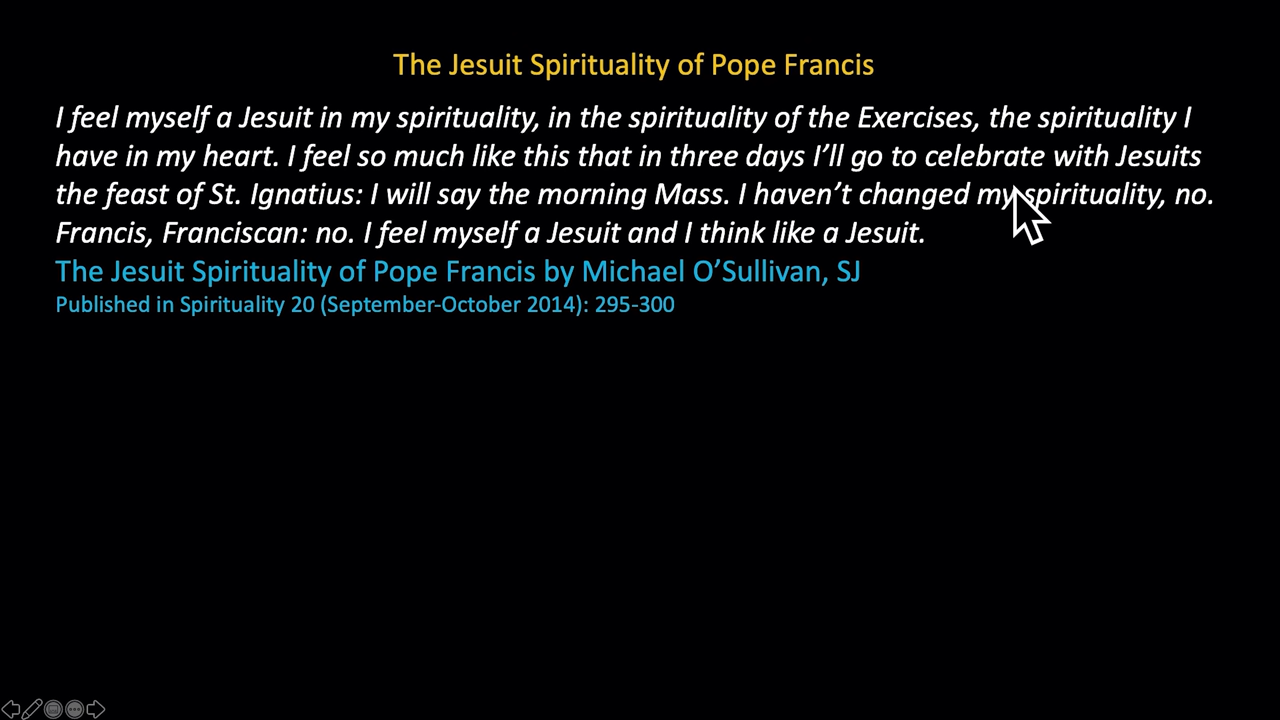 The Jesuit Spirituality of Pope Francis
I feel myself a Jesuit in my spirituality, in the spirituality of the Exercises, the spirituality I
have in my heart. I feel so much like this that in three days I’ll go to celebrate with Jesuits
the feast of St. Ignatius: I will say the morning Mass. I haven’t changed my spirituality, no.
Francis, Franciscan: no. I feel myself a Jesuit and I think like a Jesuit.
The Jesuit Spirituality of Pope Francis by Michael O’Sullivan, SJ
Published in Spirituality 20 (September-October 2014): 295-300